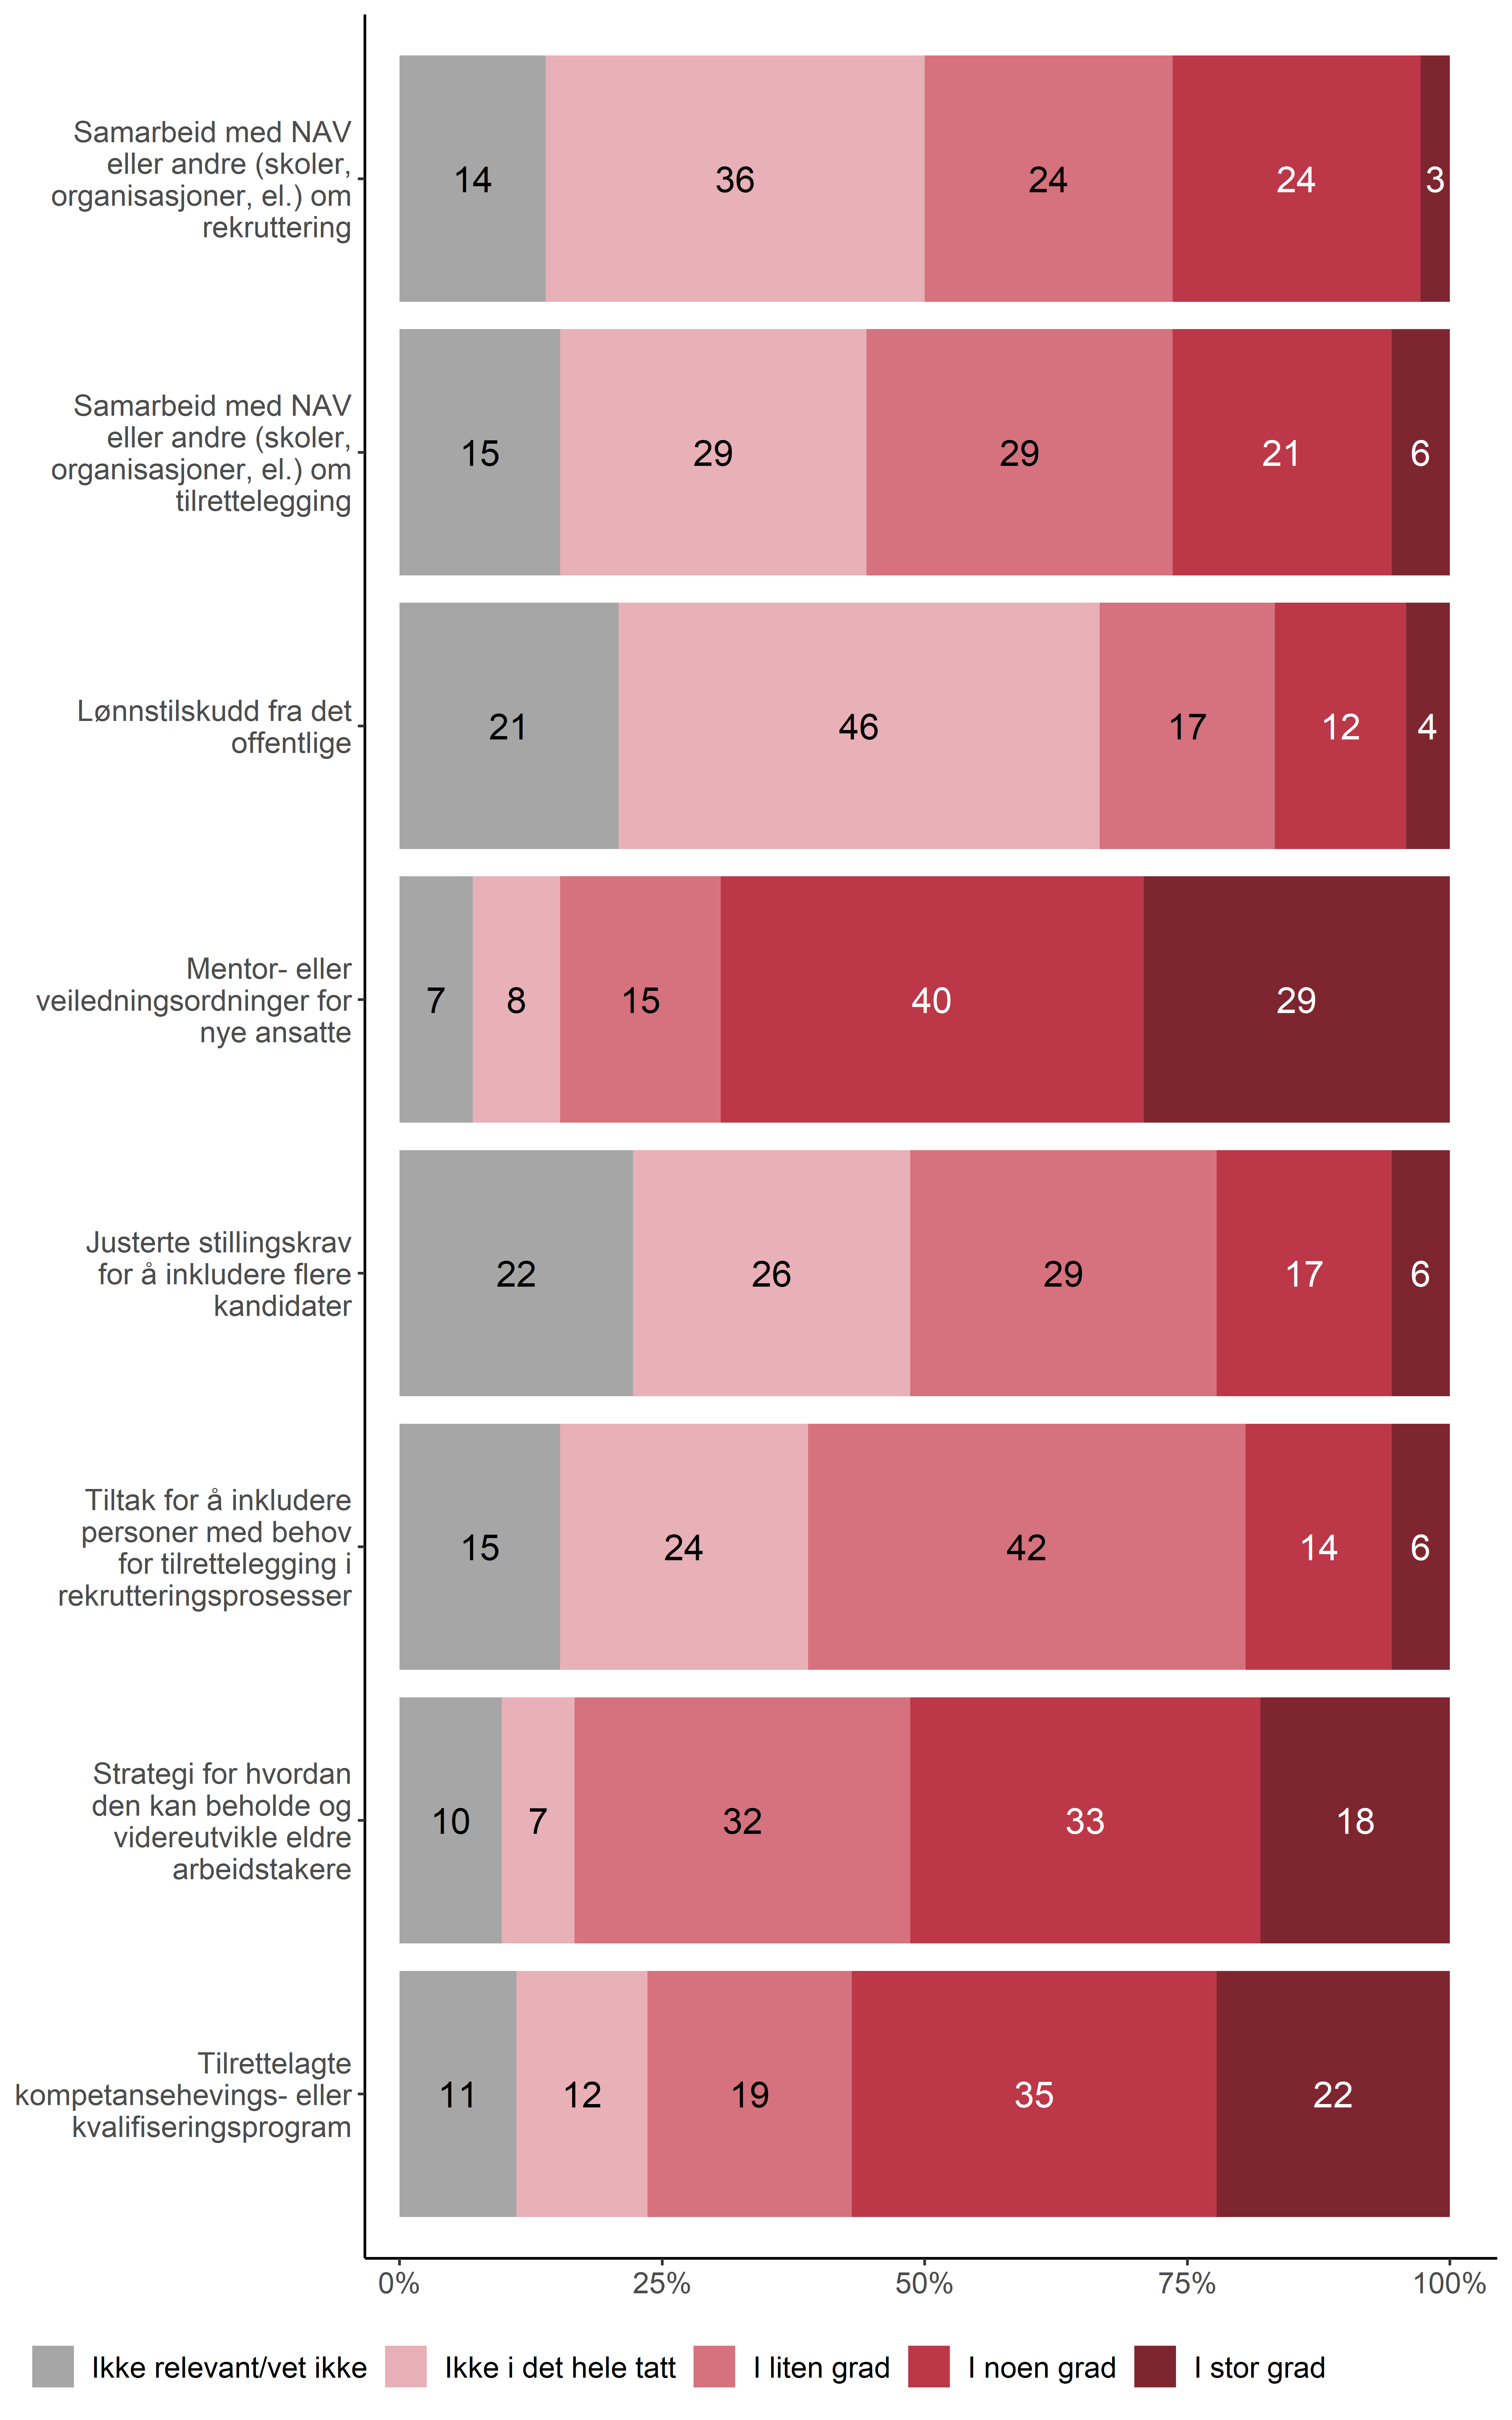 Samarbeid med NAV
eller andre (skoler,
organisasjoner, el.) om
rekruttering
14 36 24 24 3
Samarbeid med NAV
eller andre (skoler,
organisasjoner, el.) om
tilrettelegging
15 29 29 21 6
Lønnstilskudd fra det
offentlige
21 46 17 12 4
Mentor- eller
veiledningsordninger for
nye ansatte
7 8 15 40 29
Justerte stillingskrav
for å inkludere flere
kandidater
22 26 29 17 6
Tiltak for å inkludere
personer med behov
for tilrettelegging i
rekrutteringsprosesser
15 24 42 14 6
Strategi for hvordan
den kan beholde og
videreutvikle eldre
arbeidstakere
10 7 32 33 18
Tilrettelagte
kompetansehevings- eller
kvalifiseringsprogram
11 12 19 35 22
0% 25% 50% 75% 100%
Ikke relevant/vet ikke Ikke i det hele tatt I liten grad I noen grad I stor grad